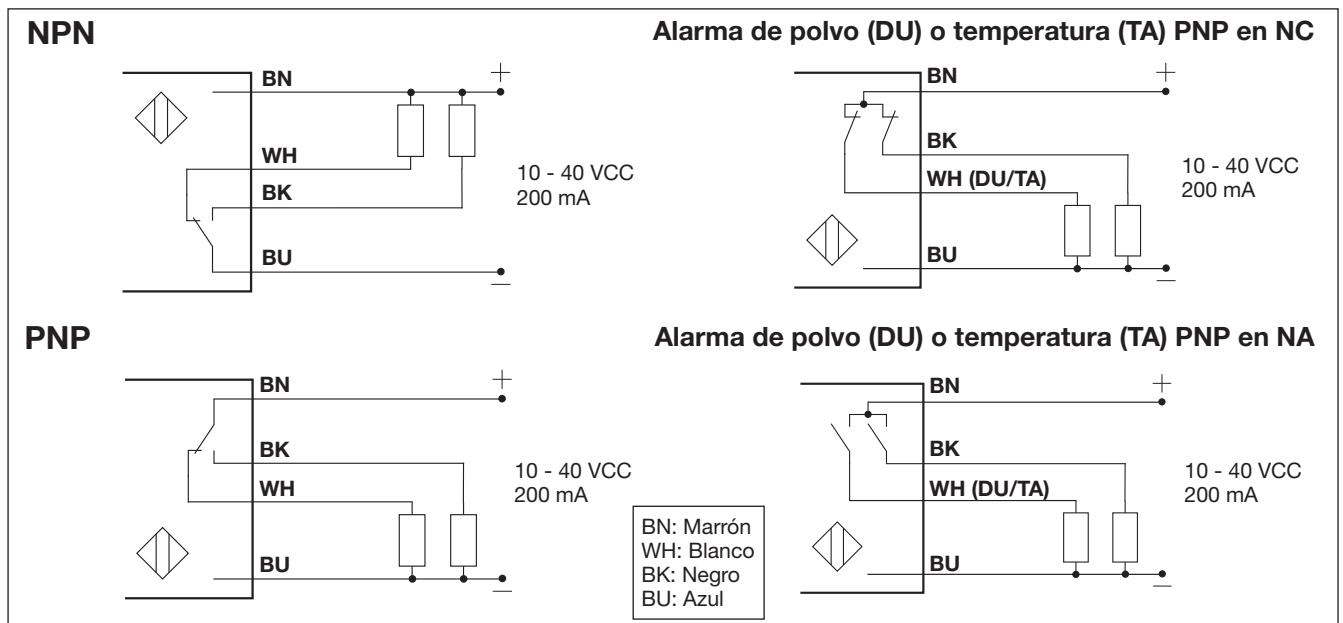 NPN
BN
+
WH
BK
BU
–
10 - 40 VCC
200 mA
Alarma de polvo (DU) o temperatura (TA) PNP en NC
BN
+
BK
WH (DU/TA)
BU
–
10 - 40 VCC
200 mA
PNP
BN
+
BK
WH
BU
–
10 - 40 VCC
200 mA
BN: Marrón
WH: Blanco
BK: Negro
BU: Azul
Alarma de polvo (DU) o temperatura (TA) PNP en NA
BN
+
BK
WH (DU/TA)
BU
–
10 - 40 VCC
200 mA